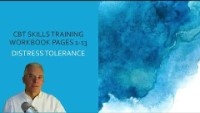 CBT SKILLS TRAINING
WORKBOOK PAGES 1-33
DISTRESS TOLERANCE